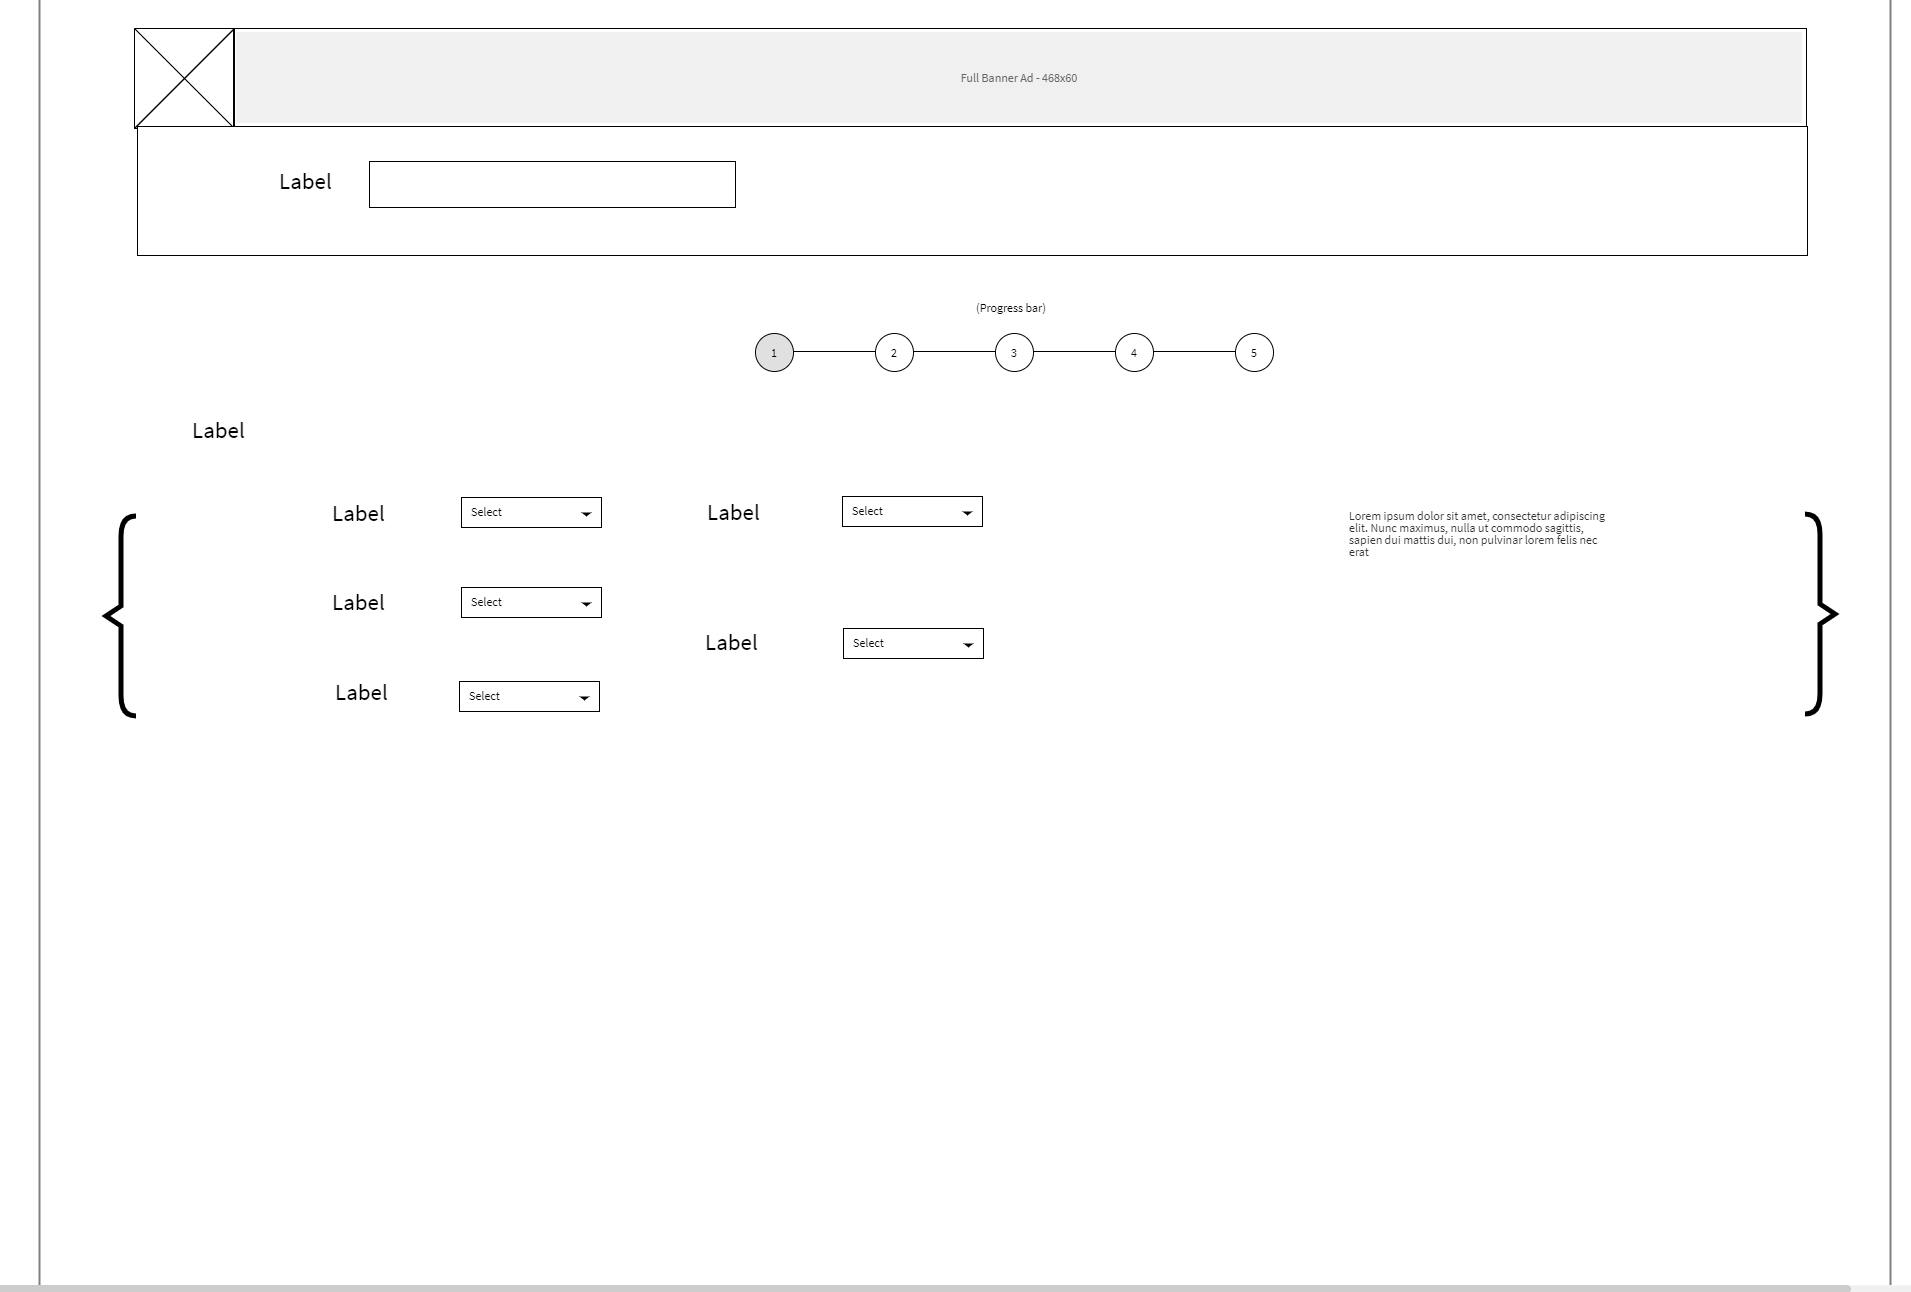 Full Banner Ad - 468x60
Label
(Progress bar)
1 2 3 4 5
Label
Label Select Label Select
Lorem ipsum dolor sit amet, consectetur adipiscing
elit. Nunc maximus, nulla ut commodo sagittis,
sapien dui mattis dui, non pulvinar lorem felis nec
erat
Label Select
Label Select
Label Select